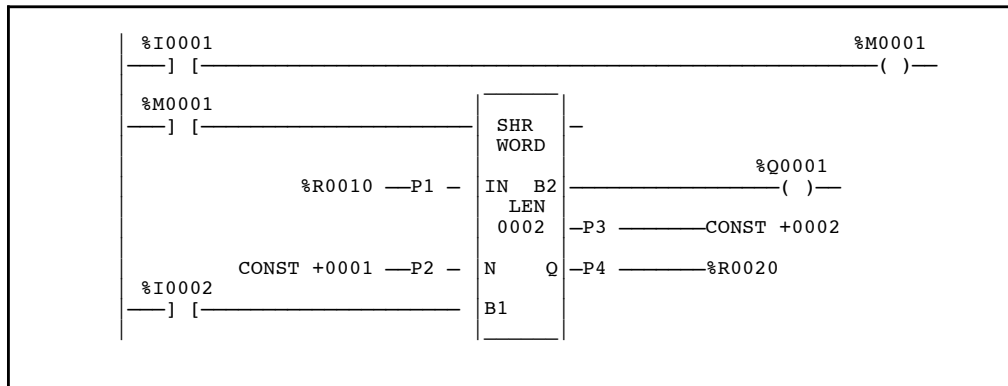 %I0001 %M0001
] [ ( )
%M0001
] [ SHR
WORD
%Q0001
%R0010 P1 IN B2 ( )
LEN
0002 P3 CONST +0002
CONST +0001 P2 N Q P4 %R0020
%I0002
] [ B1